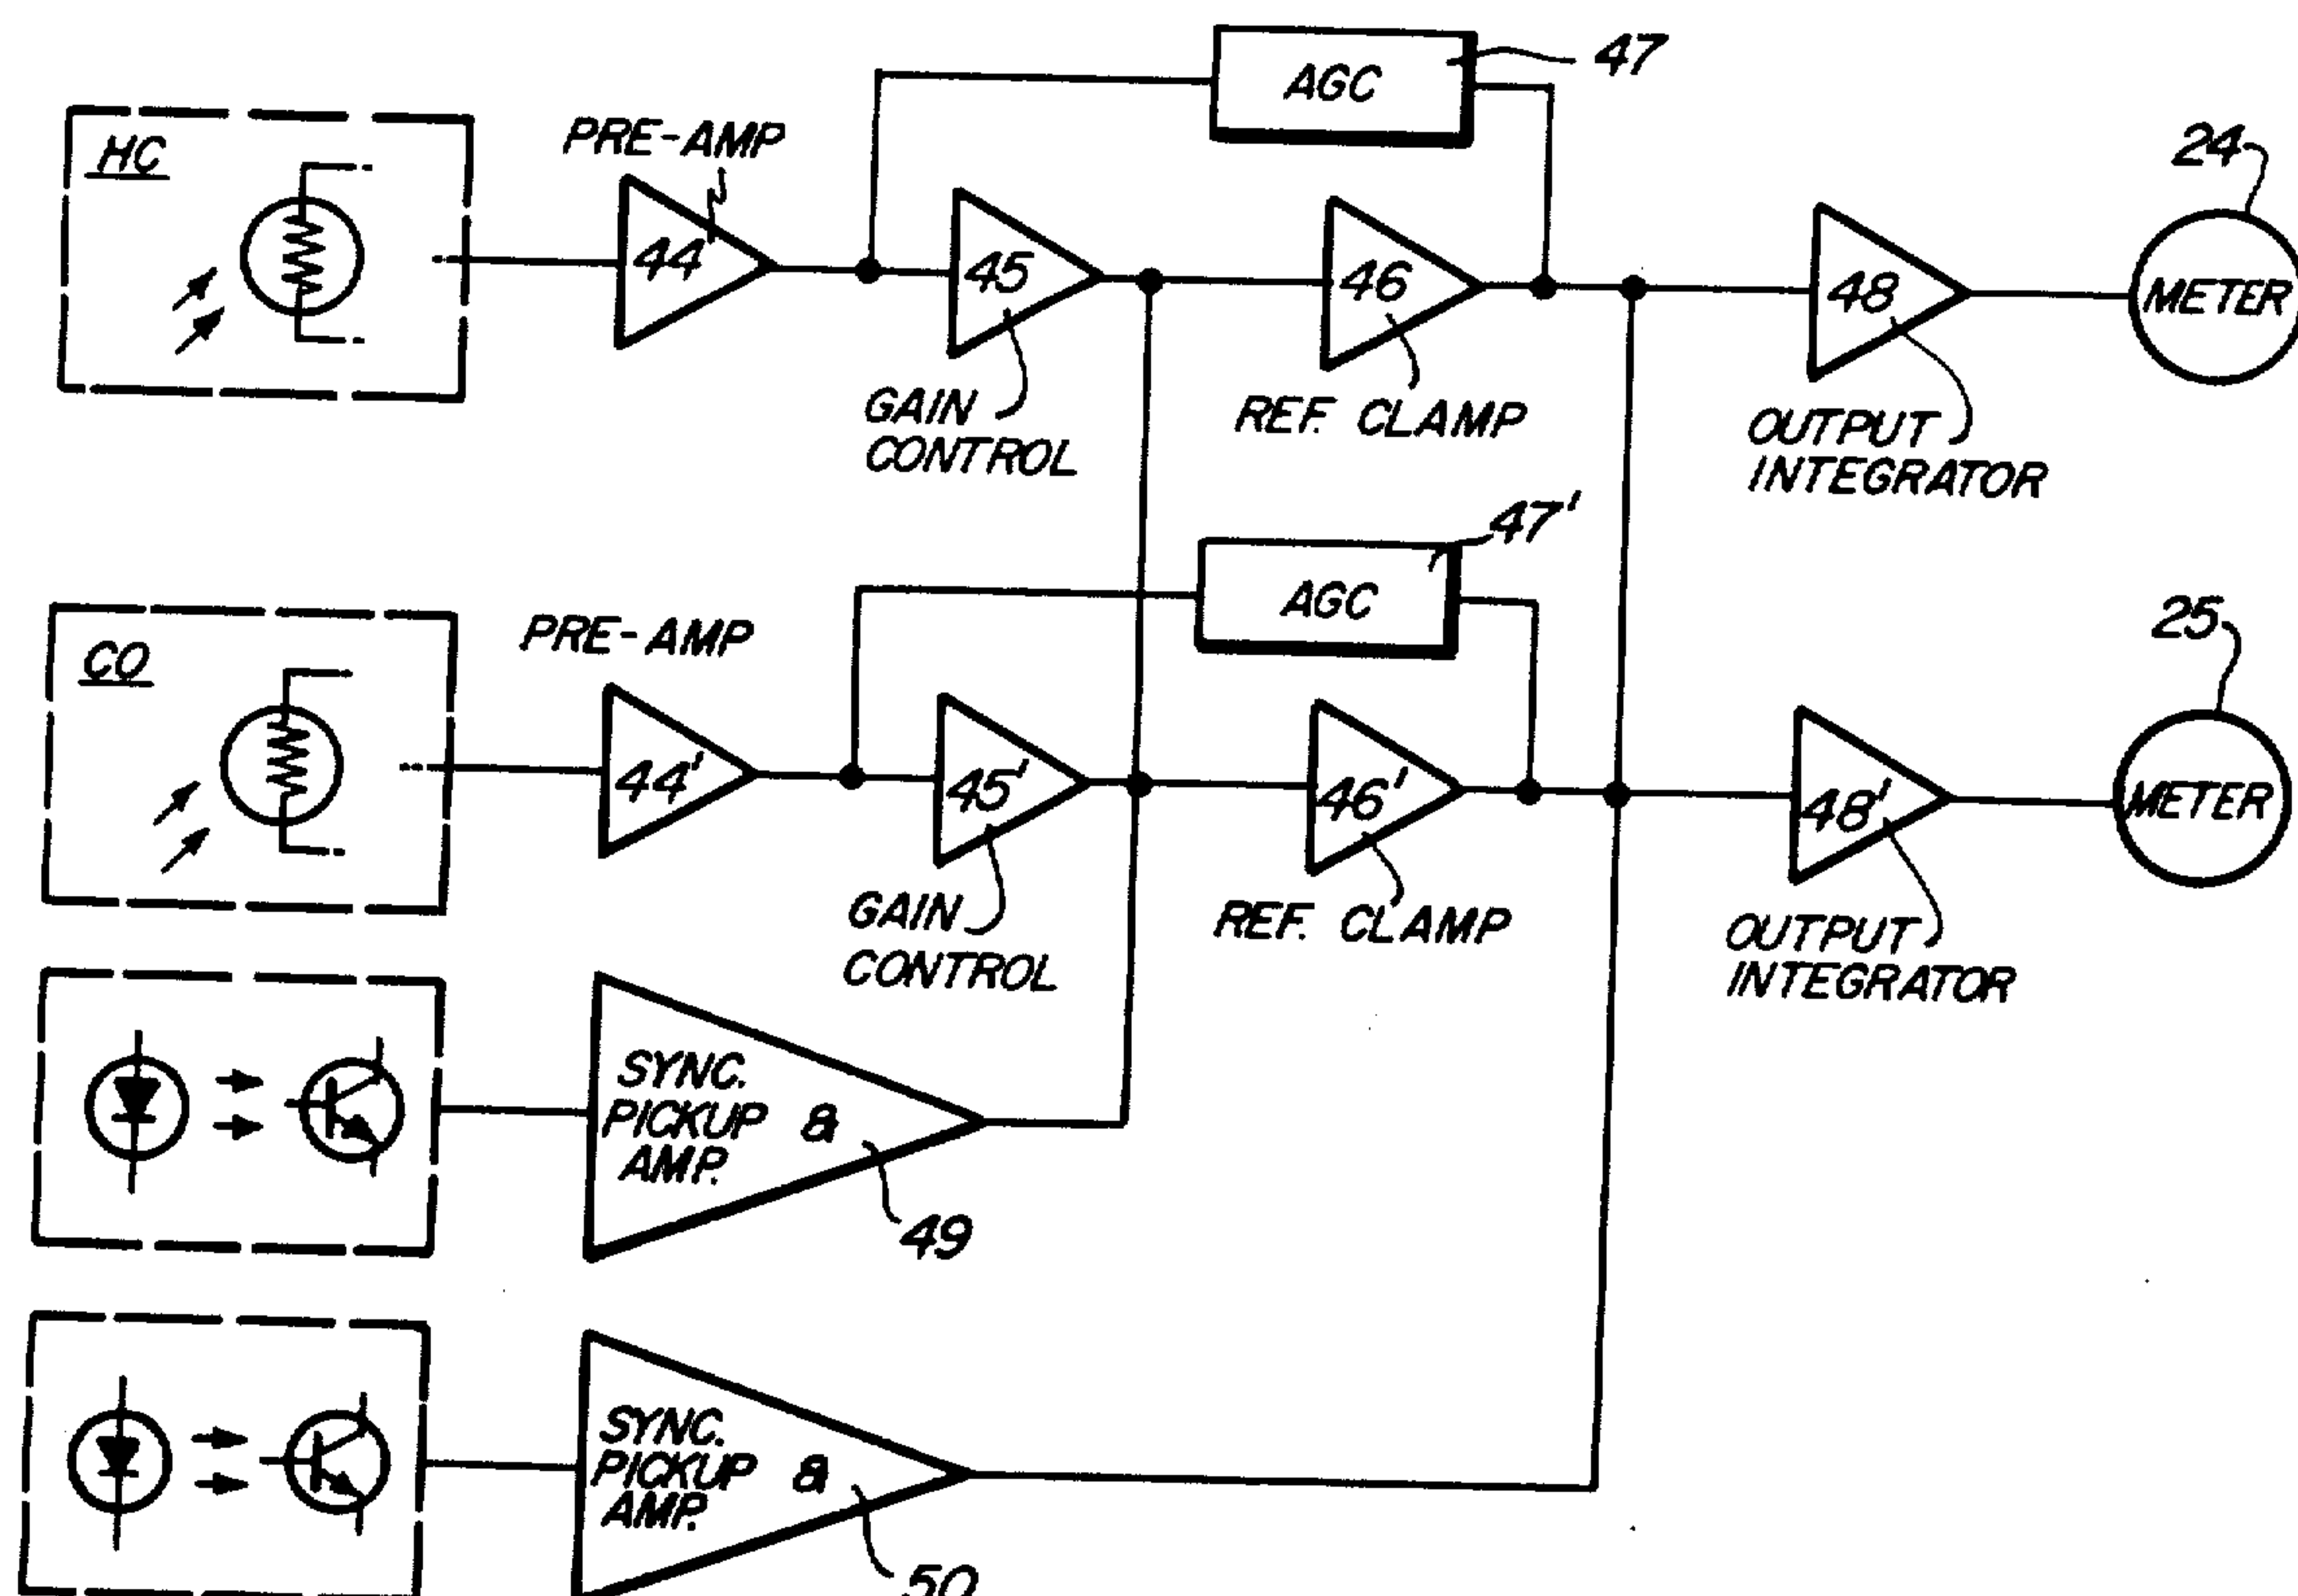 47
AGC
HC
PRE-AMP
24
44
45
46
48
METER
GAIN
CONTROL
REF. CLAMP
OUTPUT
INTEGRATOR
47'
AGC
25
CO
PRE-AMP
44'
45'
46'
48'
METER
GAIN
CONTROL
REF. CLAMP
OUTPUT
INTEGRATOR
SYNC.
PICKUP &
AMP.
49
SYNC.
PICKUP &
AMP.
50